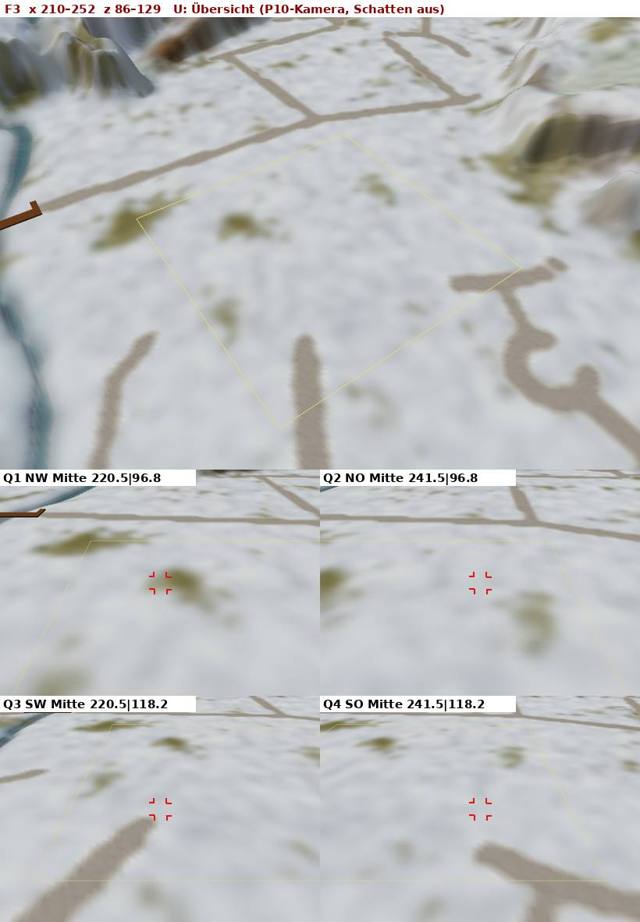 F3 x 210–252 z 86–129 U: Übersicht (P10-Kamera, Schatten aus)
Q1 NW Mitte 220.5|96.8
Q2 NO Mitte 241.5|96.8
Q3 SW Mitte 220.5|118.2
Q4 SO Mitte 241.5|118.2